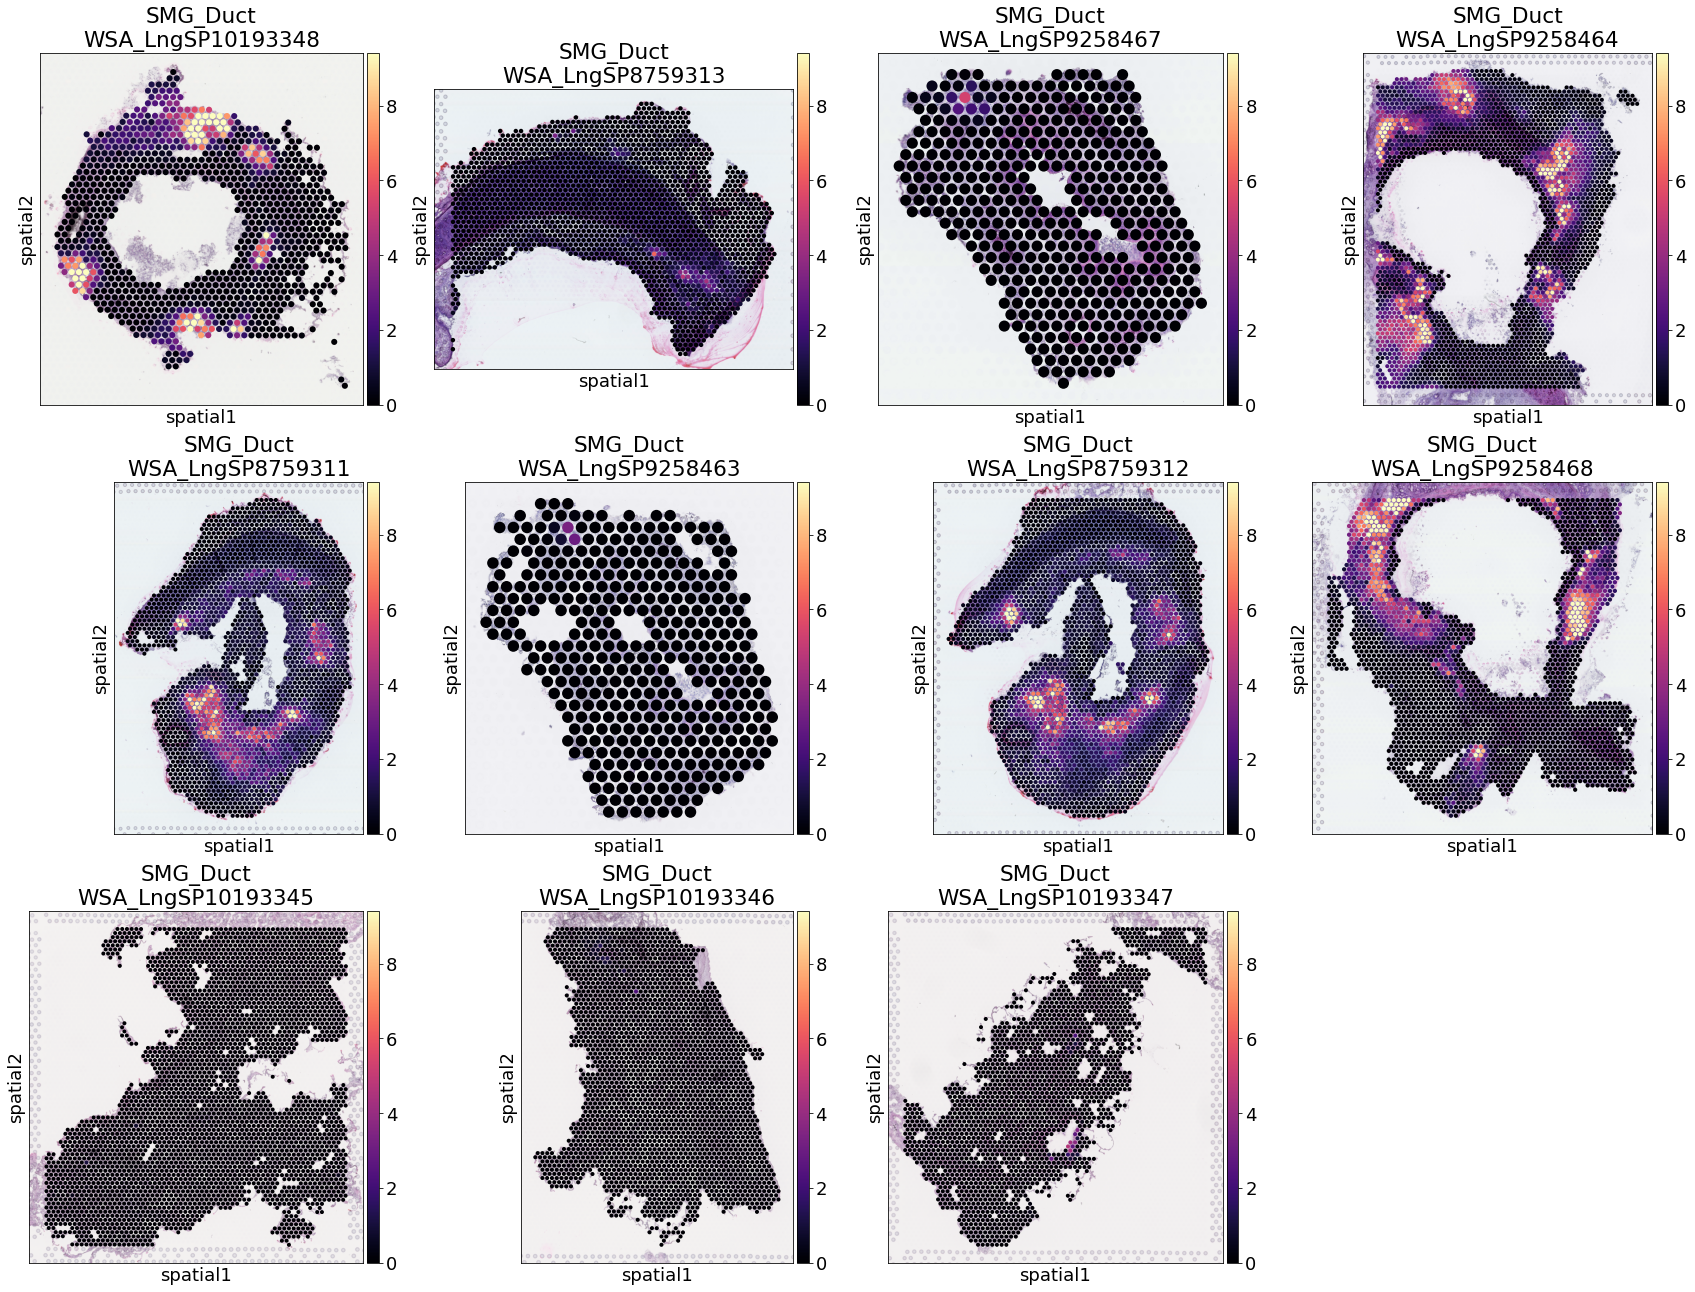 SMG_Duct
WSA_LngSP10193348
8
6
4
2
0
spatial2
spatial1
SMG_Duct
WSA_LngSP8759313
8
6
4
2
0
spatial2
spatial1
SMG_Duct
WSA_LngSP9258467
8
6
4
2
0
spatial2
spatial1
SMG_Duct
WSA_LngSP9258464
8
6
4
2
0
spatial2
spatial1
SMG_Duct
WSA_LngSP8759311
8
6
4
2
0
spatial2
spatial1
SMG_Duct
WSA_LngSP9258463
8
6
4
2
0
spatial2
spatial1
SMG_Duct
WSA_LngSP8759312
8
6
4
2
0
spatial2
spatial1
SMG_Duct
WSA_LngSP9258468
8
6
4
2
0
spatial2
spatial1
SMG_Duct
WSA_LngSP10193345
8
6
4
2
0
spatial2
spatial1
SMG_Duct
WSA_LngSP10193346
8
6
4
2
0
spatial2
spatial1
SMG_Duct
WSA_LngSP10193347
8
6
4
2
0
spatial2
spatial1